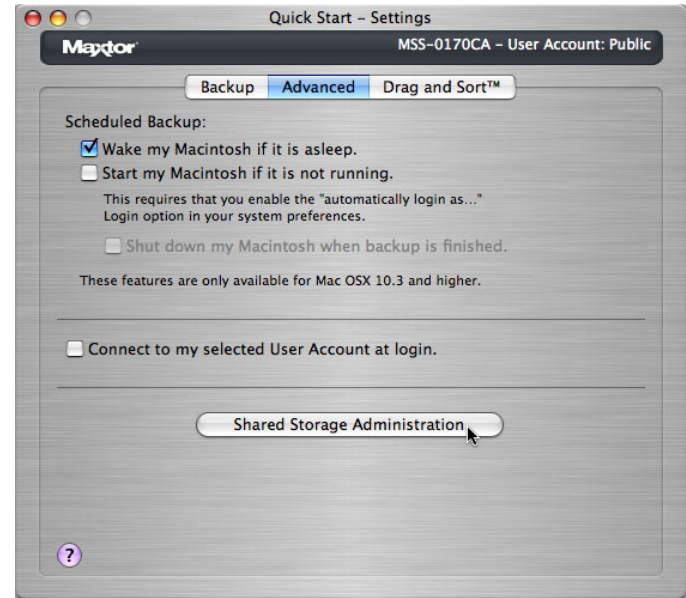 Quick Start – Settings
Maxtor
MSS-0170CA – User Account: Public
Backup Advanced Drag and Sort™
Scheduled Backup:
Wake my Macintosh if it is asleep.
Start my Macintosh if it is not running.
This requires that you enable the "automatically login as..."
Login option in your system preferences.
Shut down my Macintosh when backup is finished.
These features are only available for Mac OSX 10.3 and higher.
Connect to my selected User Account at login.
Shared Storage Administration
?